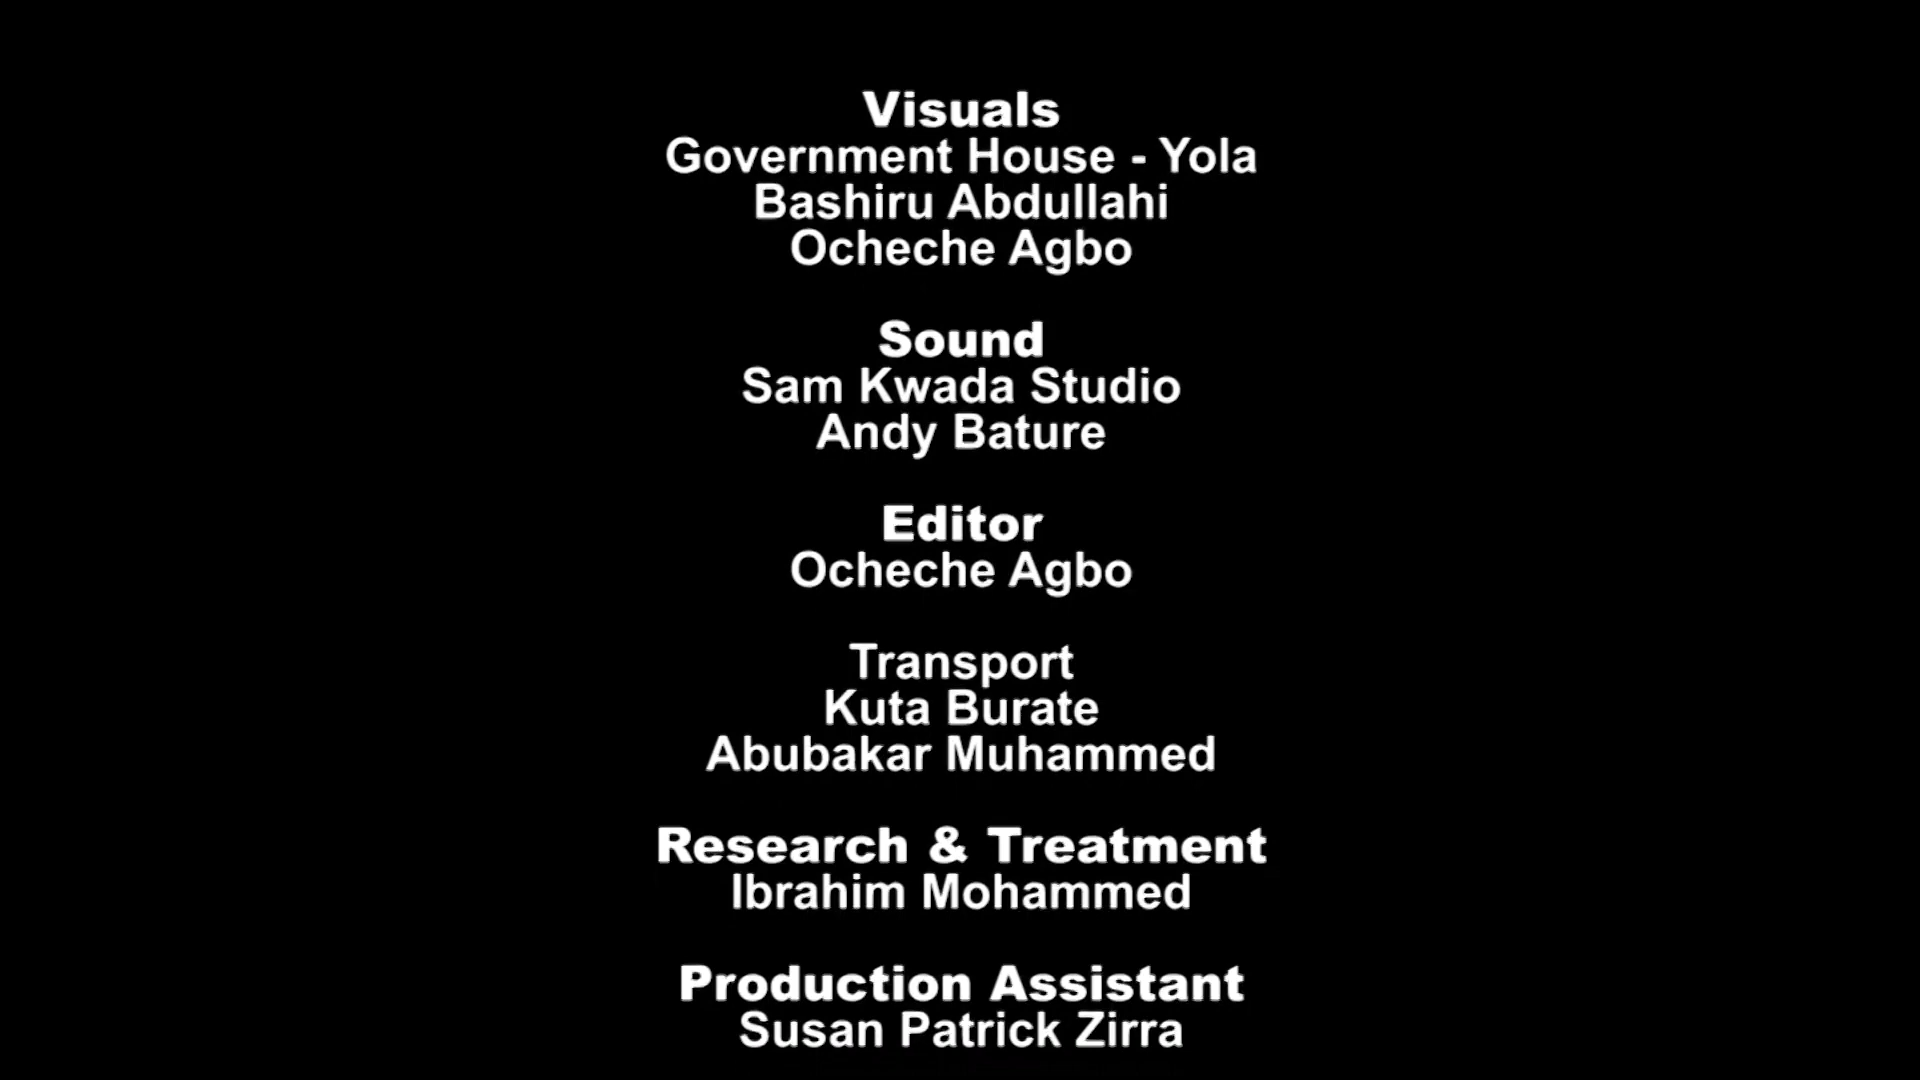 Visuals
Government House - Yola
Bashiru Abdullahi
Ocheche Agbo
Sound
Sam Kwada Studio
Andy Bature
Editor
Ocheche Agbo
Transport
Kuta Burate
Abubakar Muhammed
Research & Treatment
Ibrahim Mohammed
Production Assistant
Susan Patrick Zirra